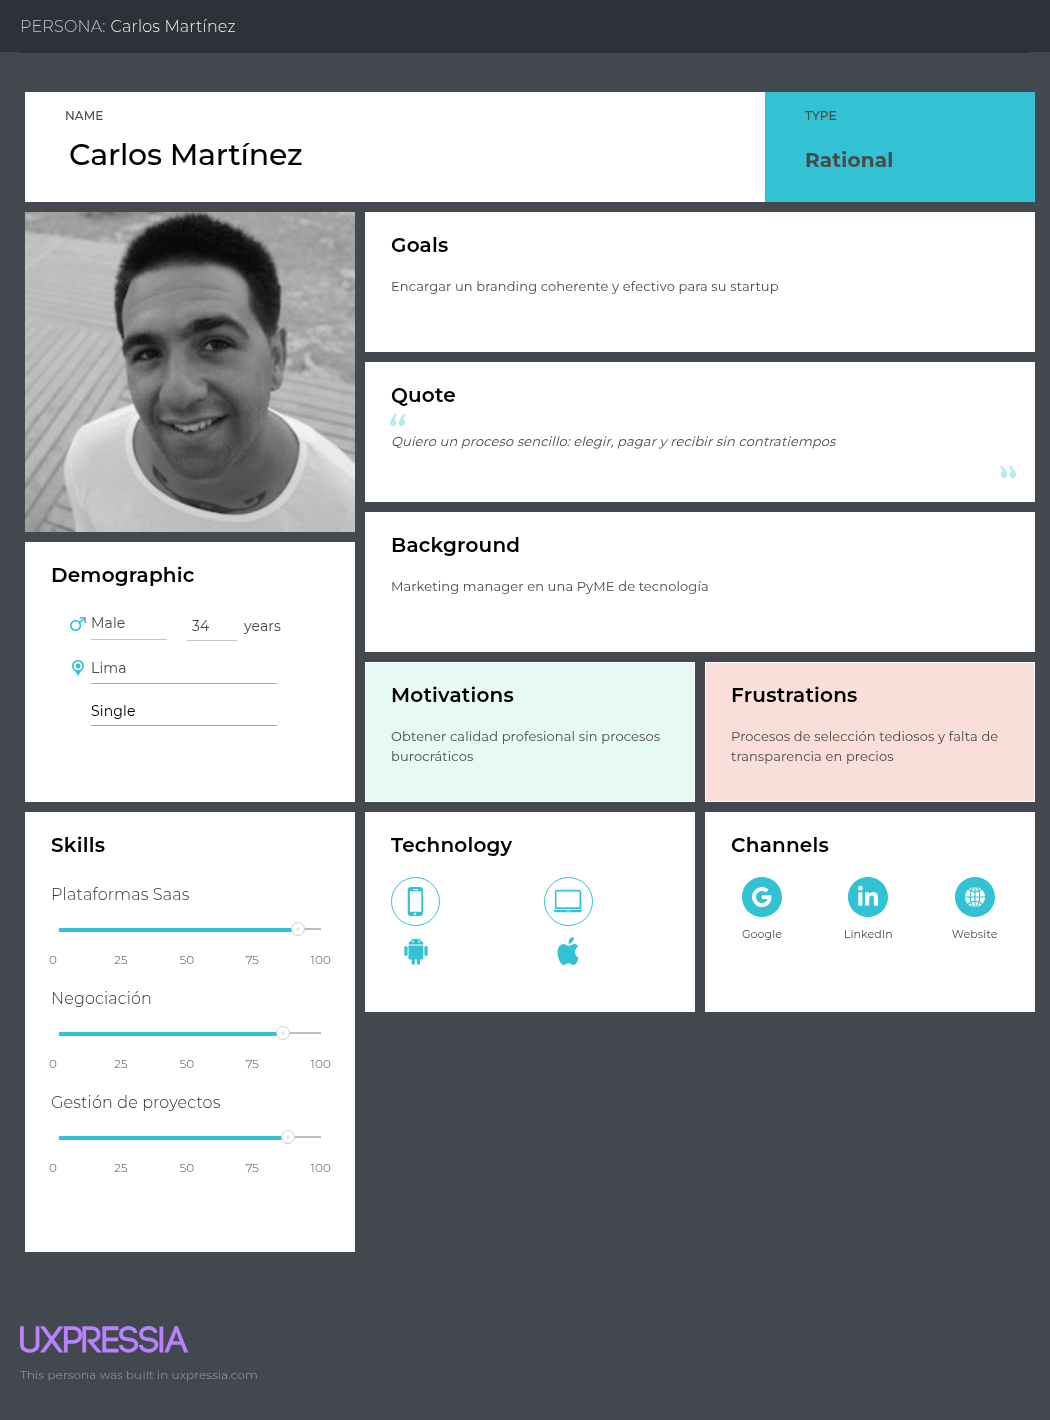 PERSONA: Carlos Martínez
NAME
Carlos Martínez
TYPE
Rational
Goals
Encargar un branding coherente y efectivo para su startup
Quote
“
Quiero un proceso sencillo: elegir, pagar y recibir sin contratiempos
”
Background
Marketing manager en una PyME de tecnología
Demographic
Male 34 years
Lima
Single
Motivations
Obtener calidad profesional sin procesos
burocráticos
Frustrations
Procesos de selección tediosos y falta de
transparencia en precios
Skills
Plataformas Saas
0 25 50 75 100
Negociación
0 25 50 75 100
Gestión de proyectos
0 25 50 75 100
Technology
Channels
Google LinkedIn Website
UXPRESSIA
This persona was built in uxpressia.com